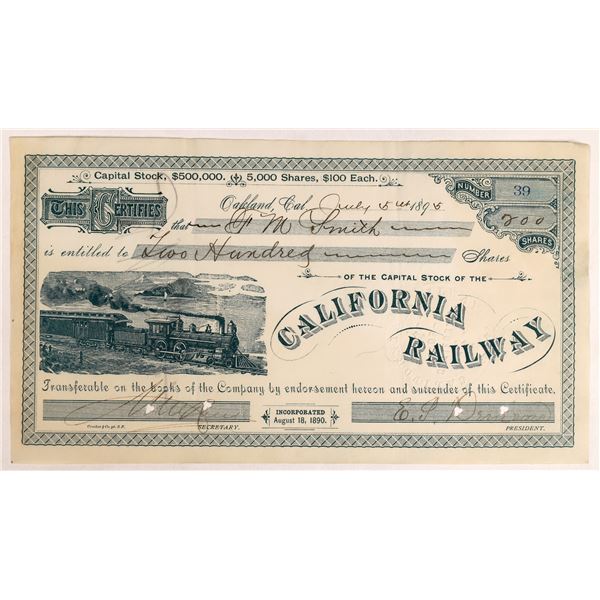 Capital Stock, $500,000. 5,000 Shares, $100 Each.
NUMBER 39
THIS CERTIFIES
Oakland, Cal. July 5th 1895
that F M Smith
200 SHARES
is entitled to Two Hundred Shares
OF THE CAPITAL STOCK OF THE
CALIFORNIA
RAILWAY
Transferable on the books of the Company by endorsement hereon and surrender of this Certificate.
INCORPORATED
August 18, 1890.
SECRETARY.
PRESIDENT.